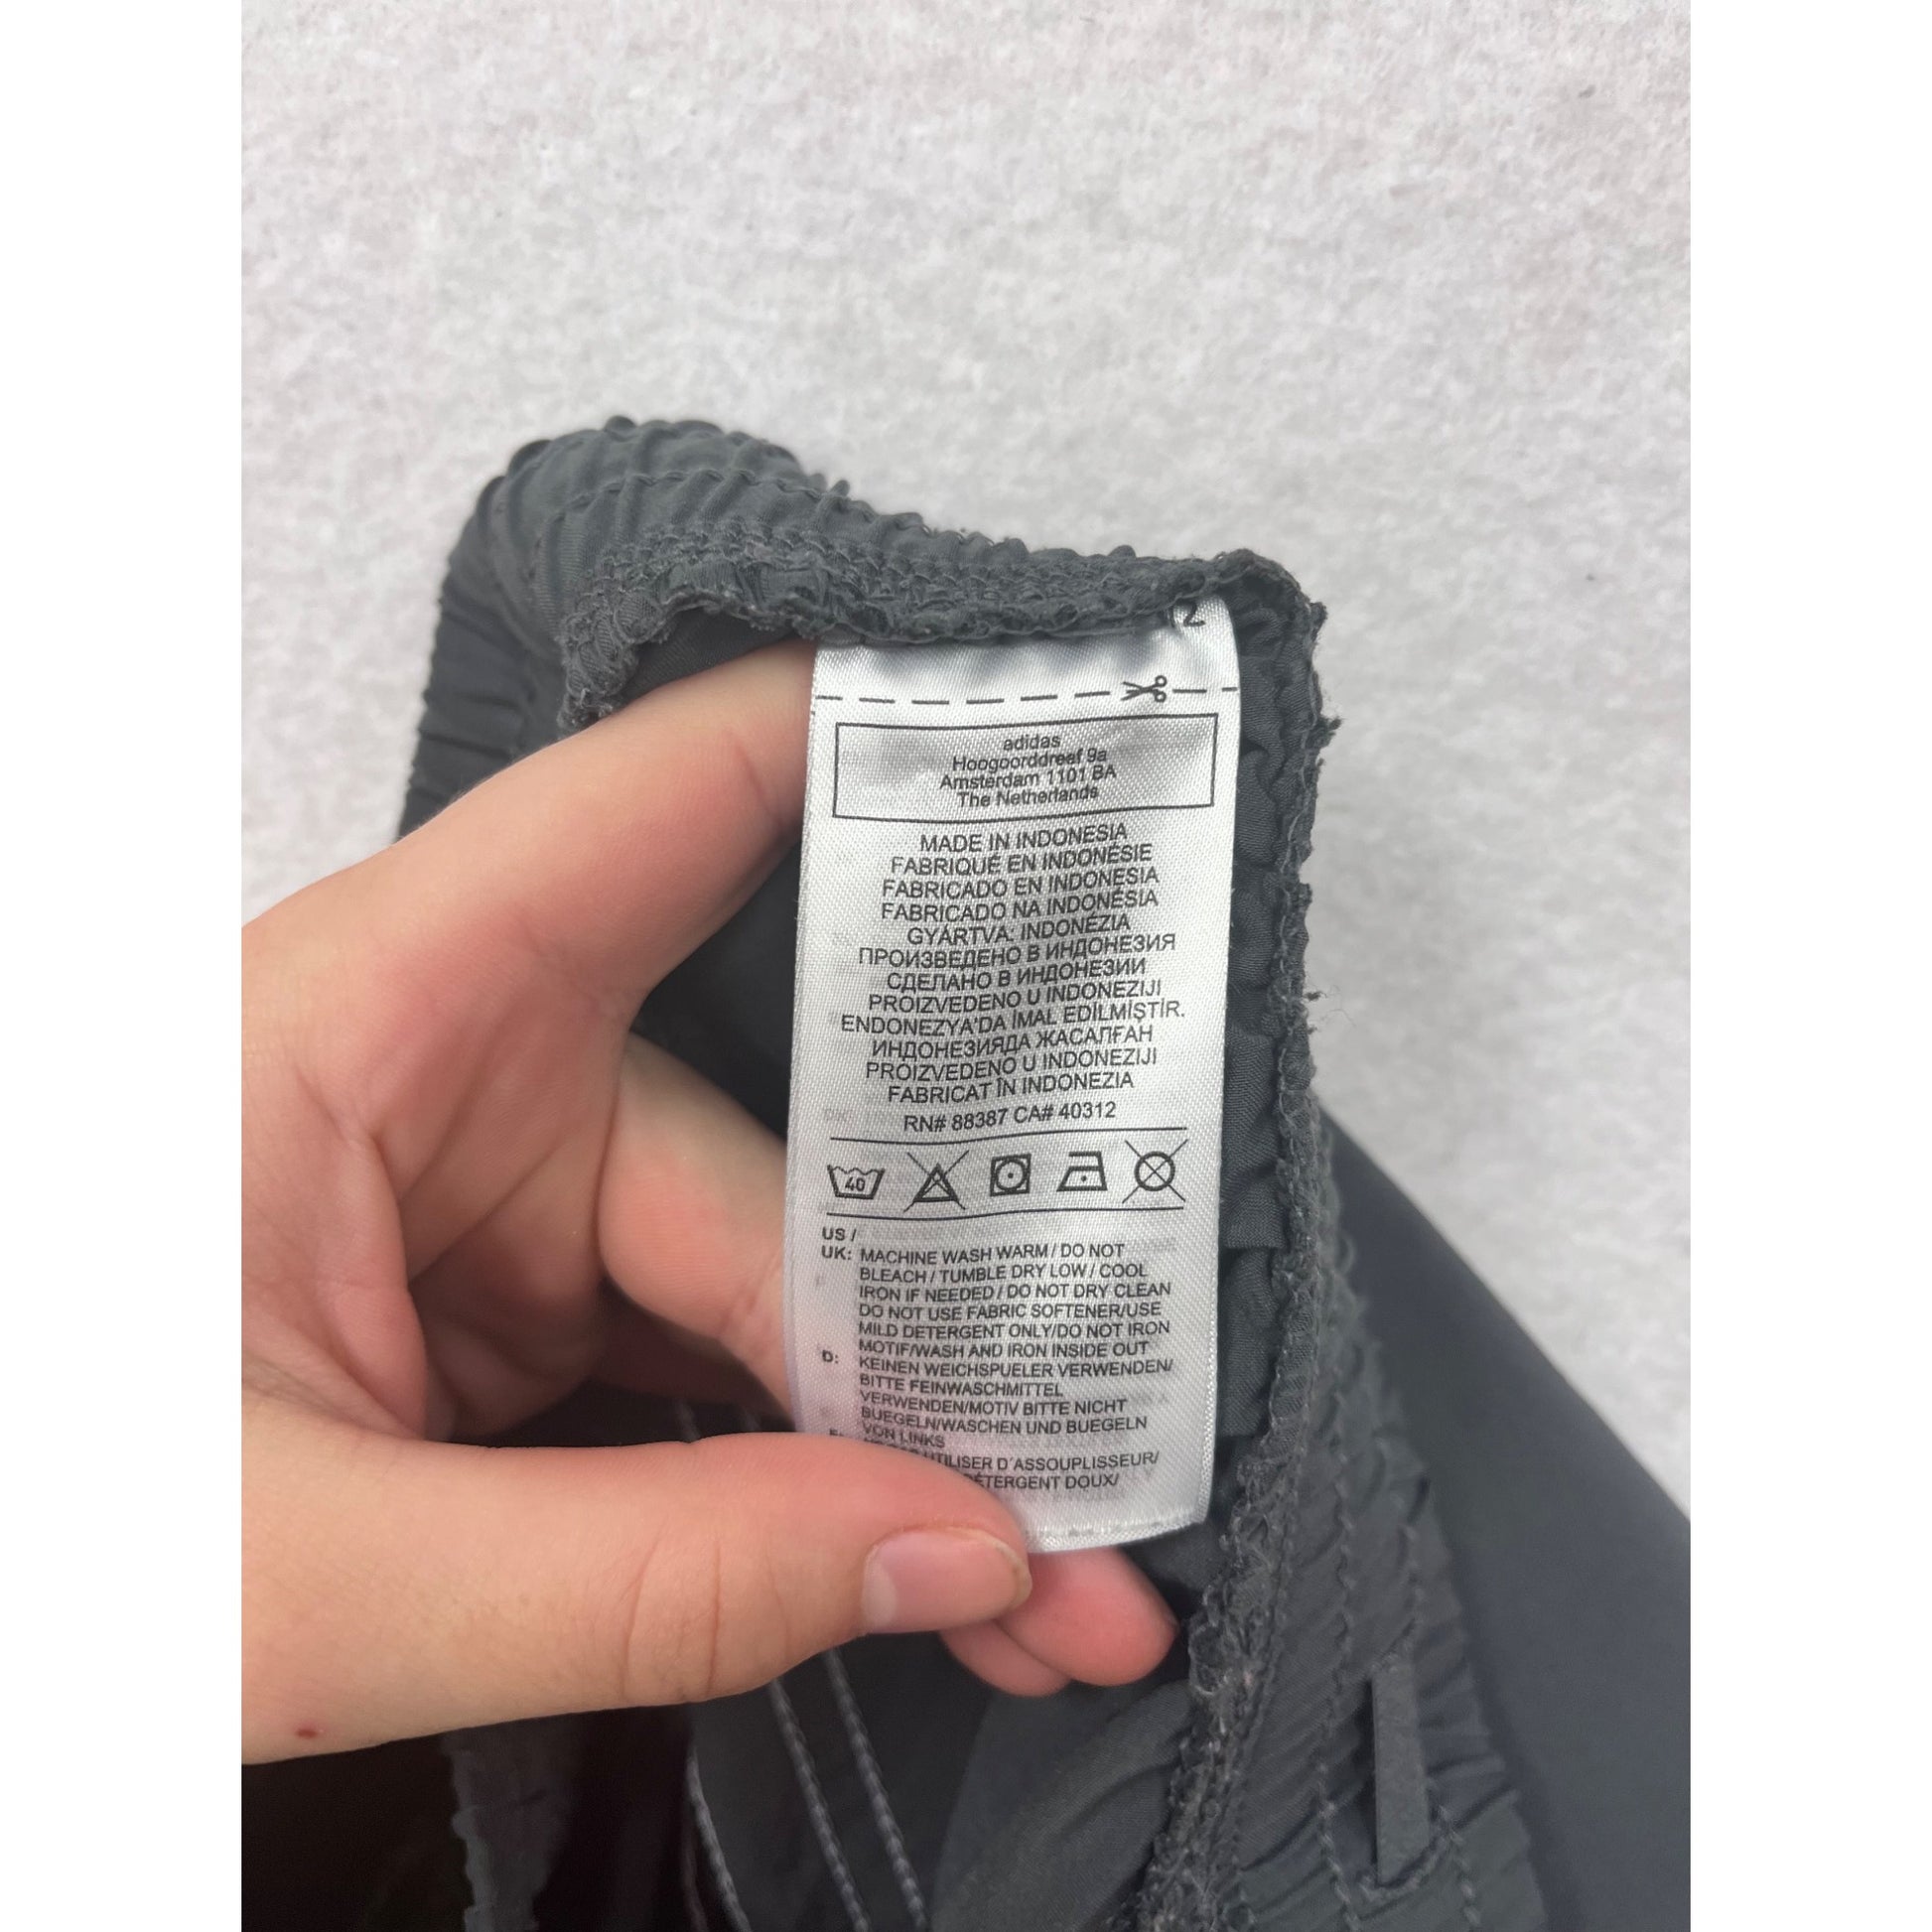 adidas
Hoogoorddreef 9a
Amsterdam 1101 BA
The Netherlands
MADE IN INDONESIA
FABRIQUÉ EN INDONÉSIE
FABRICADO EN INDONESIA
FABRICADO NA INDONÉSIA
GYÁRTVA: INDONÉZIA
ПРОИЗВЕДЕНО В ИНДОНЕЗИЯ
СДЕЛАНО В ИНДОНЕЗИИ
PROIZVEDENO U INDONEZIJI
ENDONEZYA'DA İMAL EDİLMİŞTİR.
ИНДОНЕЗИЯДА ЖАСАЛҒАН
PROIZVEDENO U INDONEZIJI
FABRICAT ÎN INDONEZIA
RN# 88387 CA# 40312
40
US /
UK: MACHINE WASH WARM / DO NOT
BLEACH / TUMBLE DRY LOW / COOL
IRON IF NEEDED / DO NOT DRY CLEAN
DO NOT USE FABRIC SOFTENER/USE
MILD DETERGENT ONLY/DO NOT IRON
MOTIF/WASH AND IRON INSIDE OUT
D: KEINEN WEICHSPUELER VERWENDEN/
BITTE FEINWASCHMITTEL
VERWENDEN/MOTIV BITTE NICHT
BUEGELN/WASCHEN UND BUEGELN
VON LINKS
UTILISER D´ASSOUPLISSEUR/
DÉTERGENT DOUX/